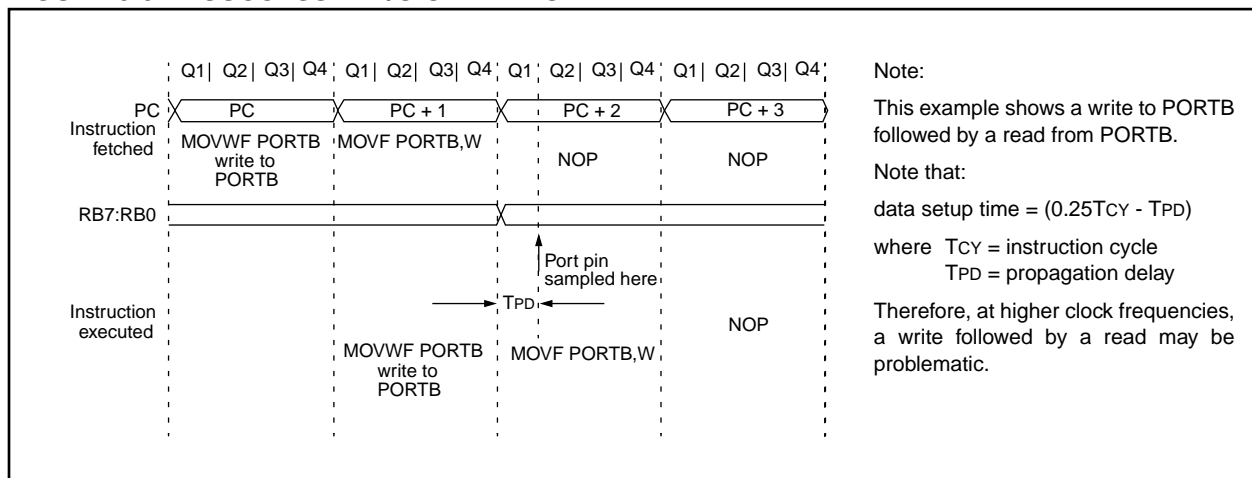 Q1| Q2| Q3| Q4 Q1| Q2| Q3| Q4 Q1| Q2| Q3| Q4 Q1| Q2| Q3| Q4
PC PC PC + 1 PC + 2 PC + 3
Instruction
fetched
MOVWF PORTB
write to
PORTB
MOVF PORTB,W
NOP
NOP
RB7:RB0
Port pin
sampled here
TPD
Instruction
executed
MOVWF PORTB
write to
PORTB
MOVF PORTB,W
NOP
Note:
This example shows a write to PORTB
followed by a read from PORTB.
Note that:
data setup time = (0.25TCY - TPD)
where TCY = instruction cycle
TPD = propagation delay
Therefore, at higher clock frequencies,
a write followed by a read may be
problematic.